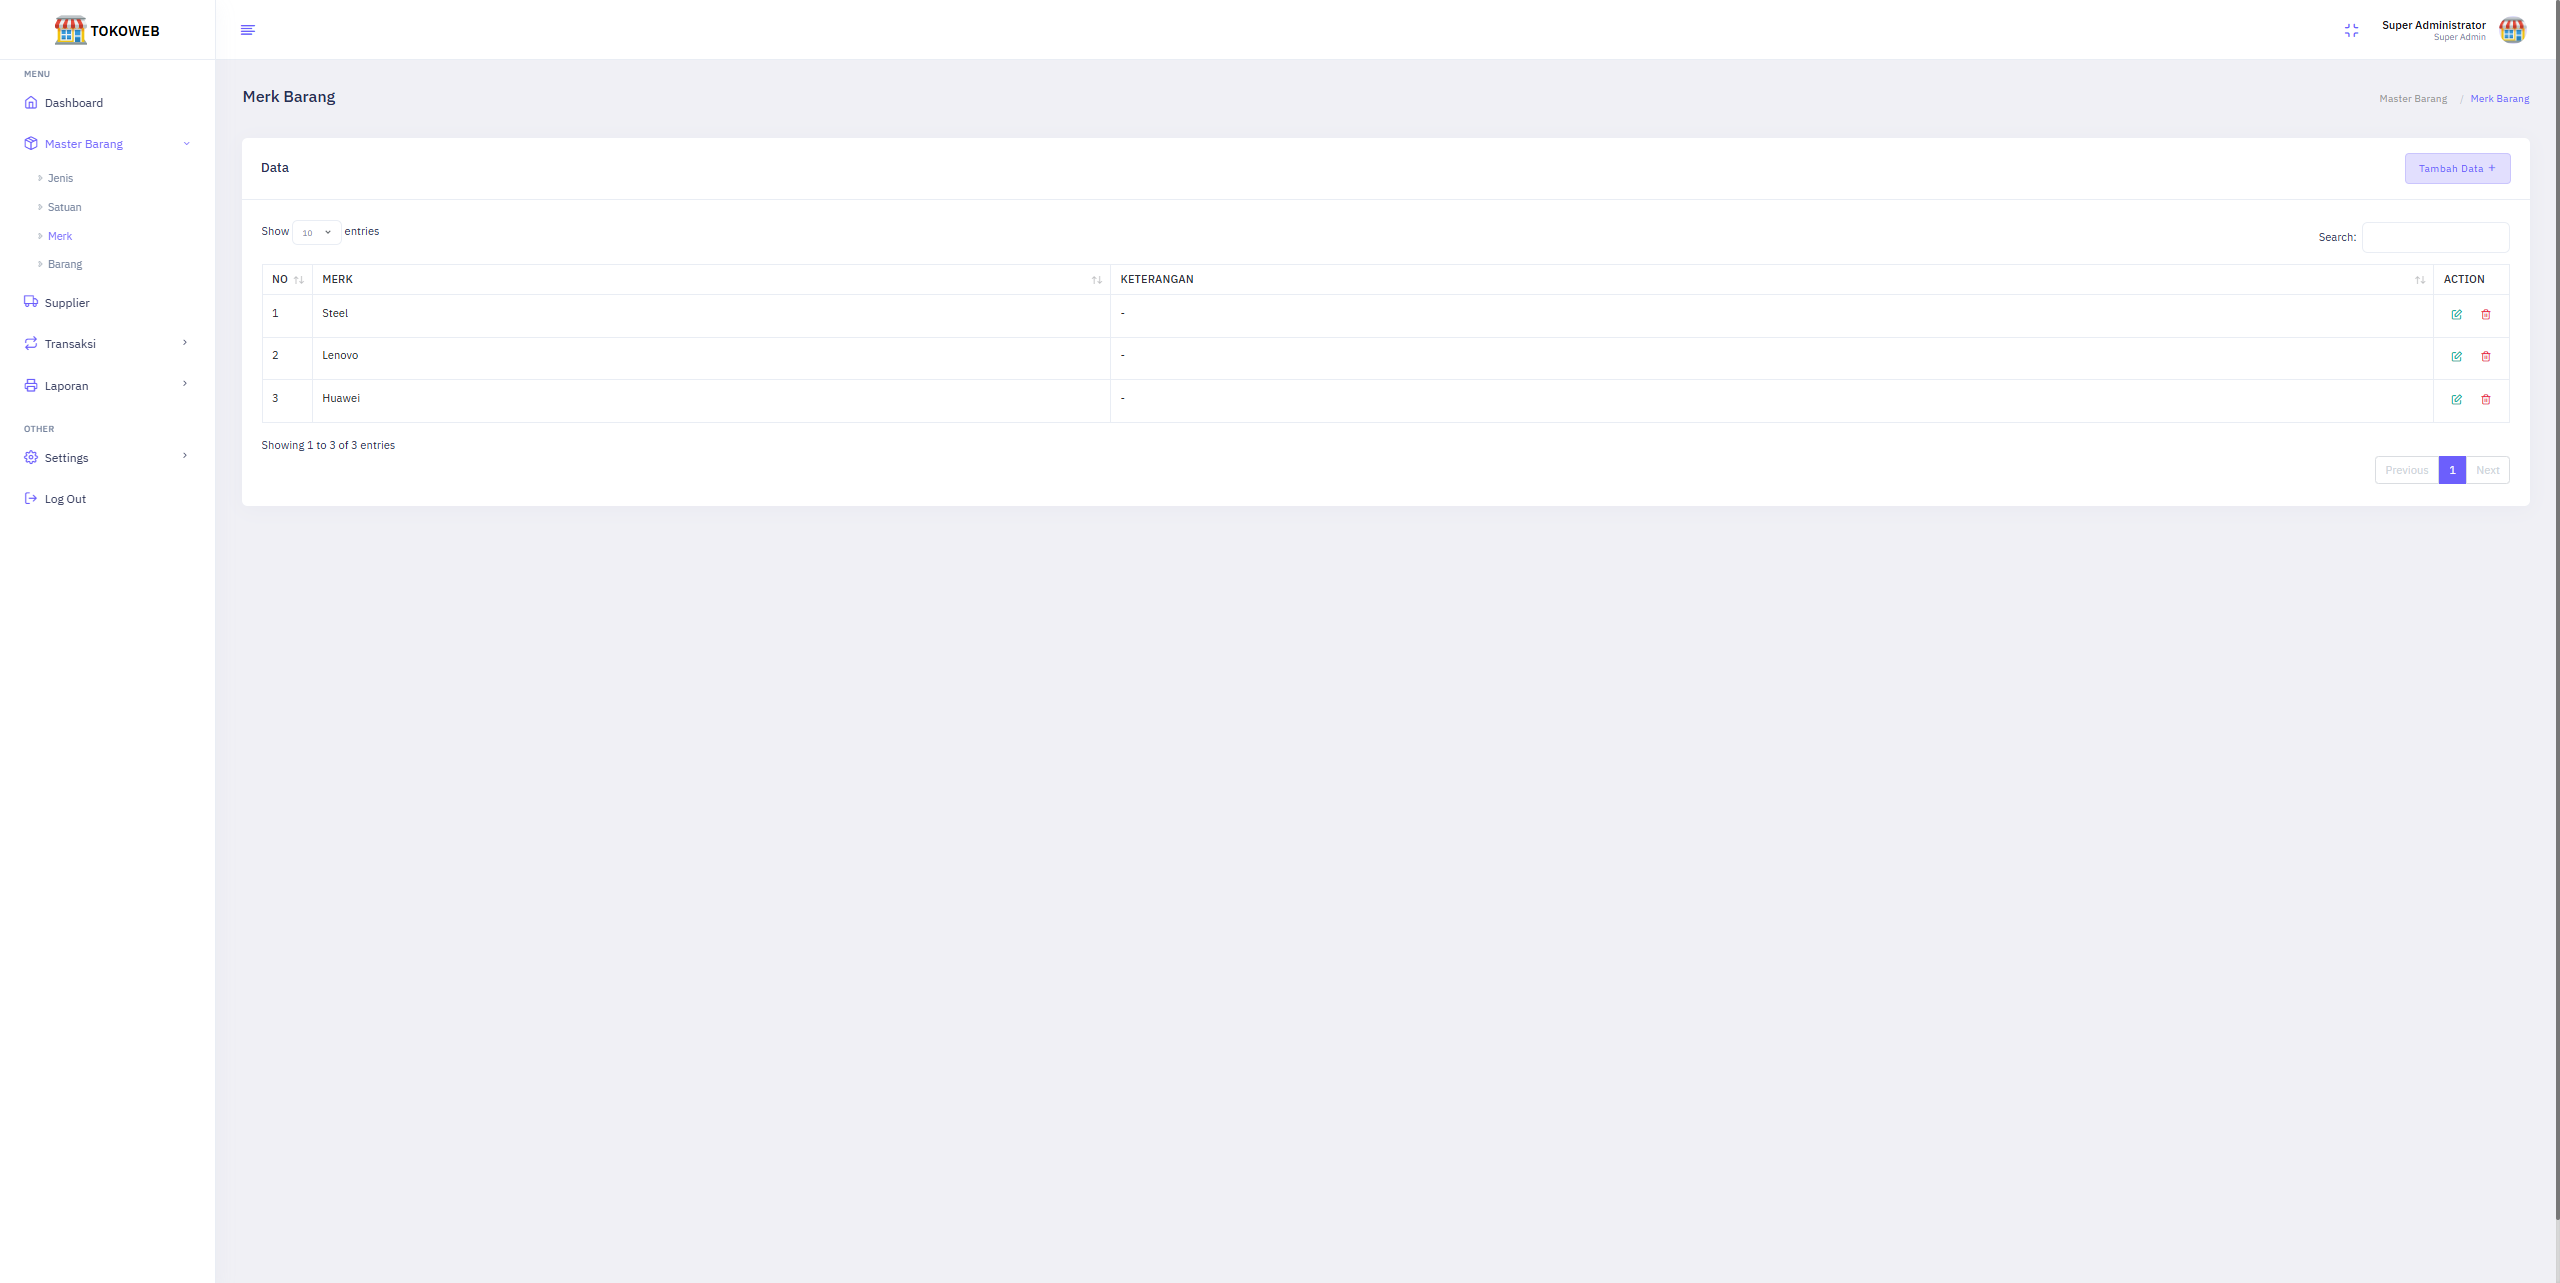 TOKOWEB
Super Administrator
Super Admin
MENU
Dashboard
Master Barang
Jenis
Satuan
Merk
Barang
Supplier
Transaksi
Laporan
OTHER
Settings
Log Out
Merk Barang
Master Barang / Merk Barang
Data
Tambah Data +
Show 10 entries
Search:
NO MERK KETERANGAN ACTION
1 Steel -
2 Lenovo -
3 Huawei -
Showing 1 to 3 of 3 entries
Previous 1 Next